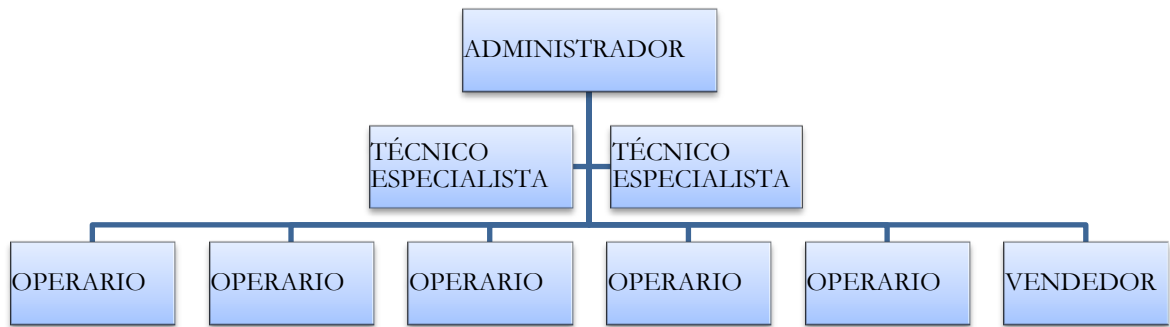 ADMINISTRADOR
TÉCNICO
ESPECIALISTA
TÉCNICO
ESPECIALISTA
OPERARIO
OPERARIO
OPERARIO
OPERARIO
OPERARIO
VENDEDOR